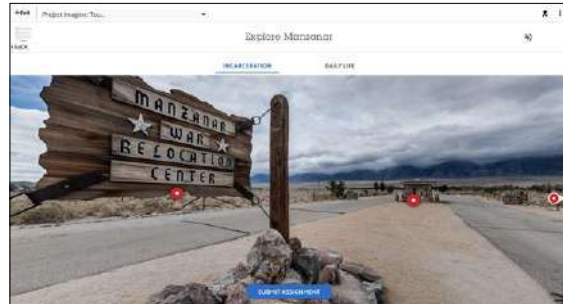 Project Imagine: Tou...
BACK
Explore Manzanar
INCARCERATION
DAILY LIFE
MANZANAR
WAR
RELOCATION
CENTER
SUBMIT ASSIGNMENT